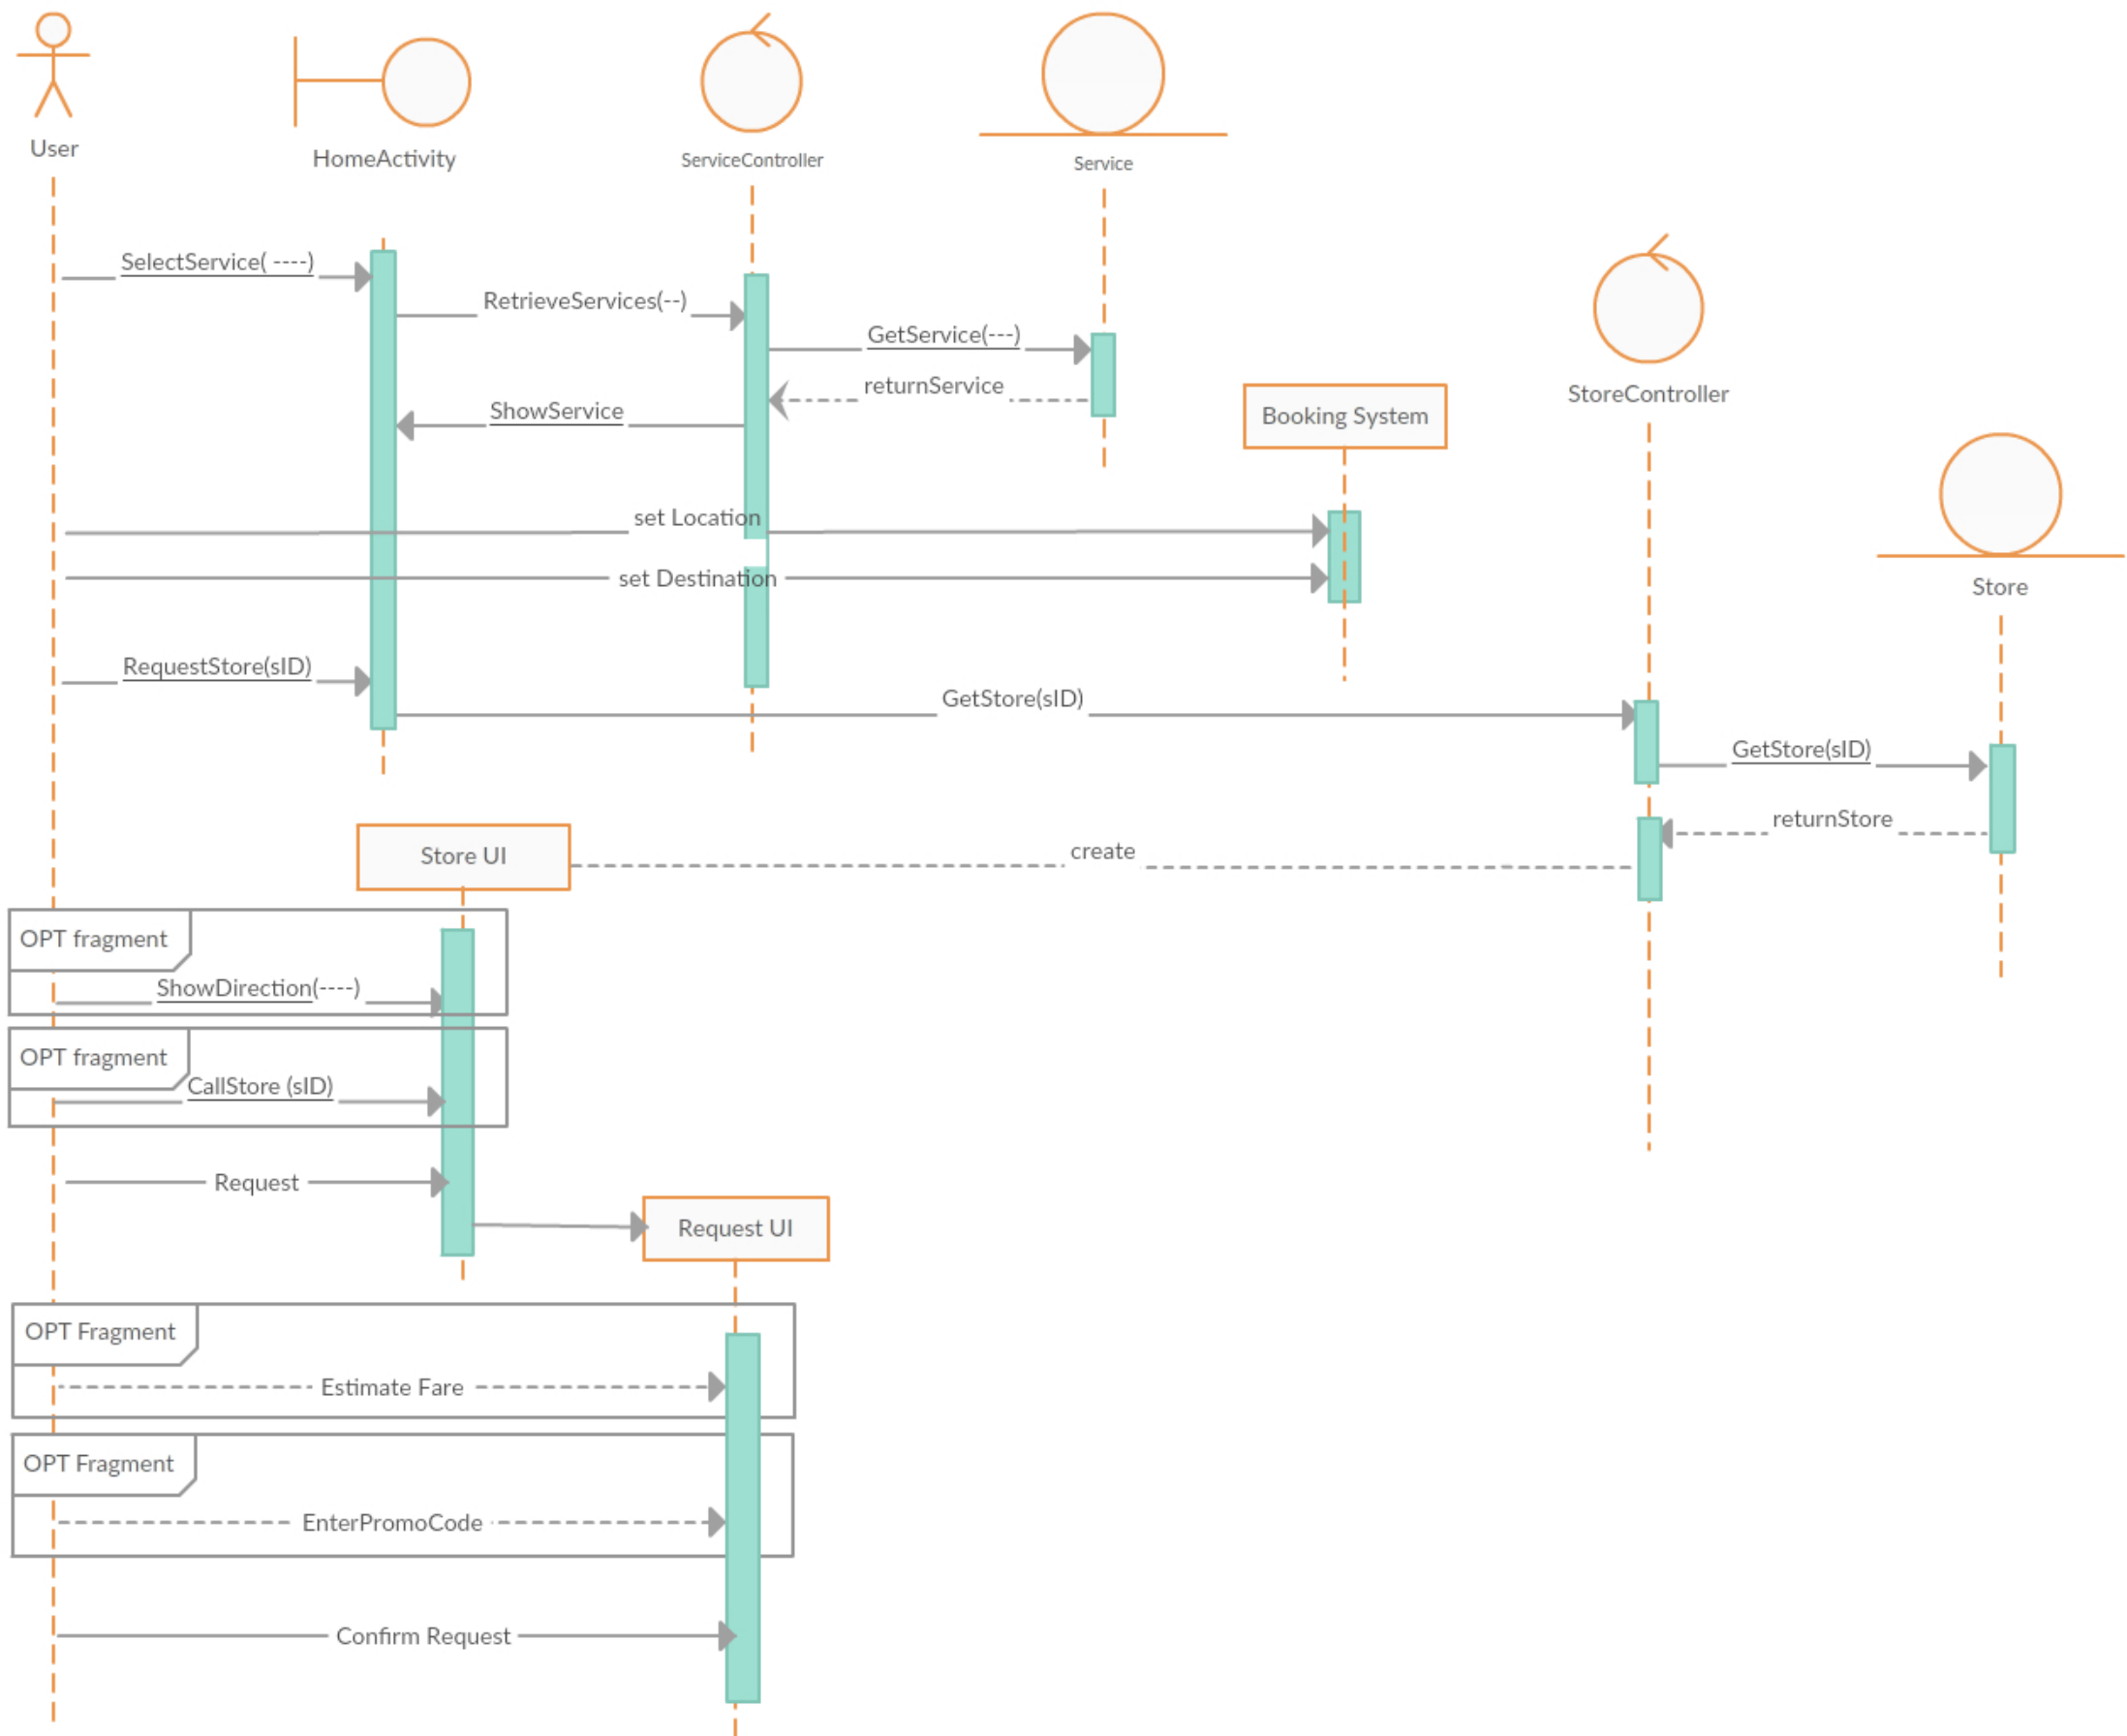 User
HomeActivity
ServiceController
Service
SelectService( ----)
RetrieveServices(--)
GetService(---)
returnService
ShowService
StoreController
Booking System
set Location
set Destination
Store
RequestStore(sID)
GetStore(sID)
GetStore(sID)
returnStore
Store UI
create
OPT fragment
ShowDirection(----)
OPT fragment
CallStore (sID)
Request
Request UI
OPT Fragment
Estimate Fare
OPT Fragment
EnterPromoCode
Confirm Request